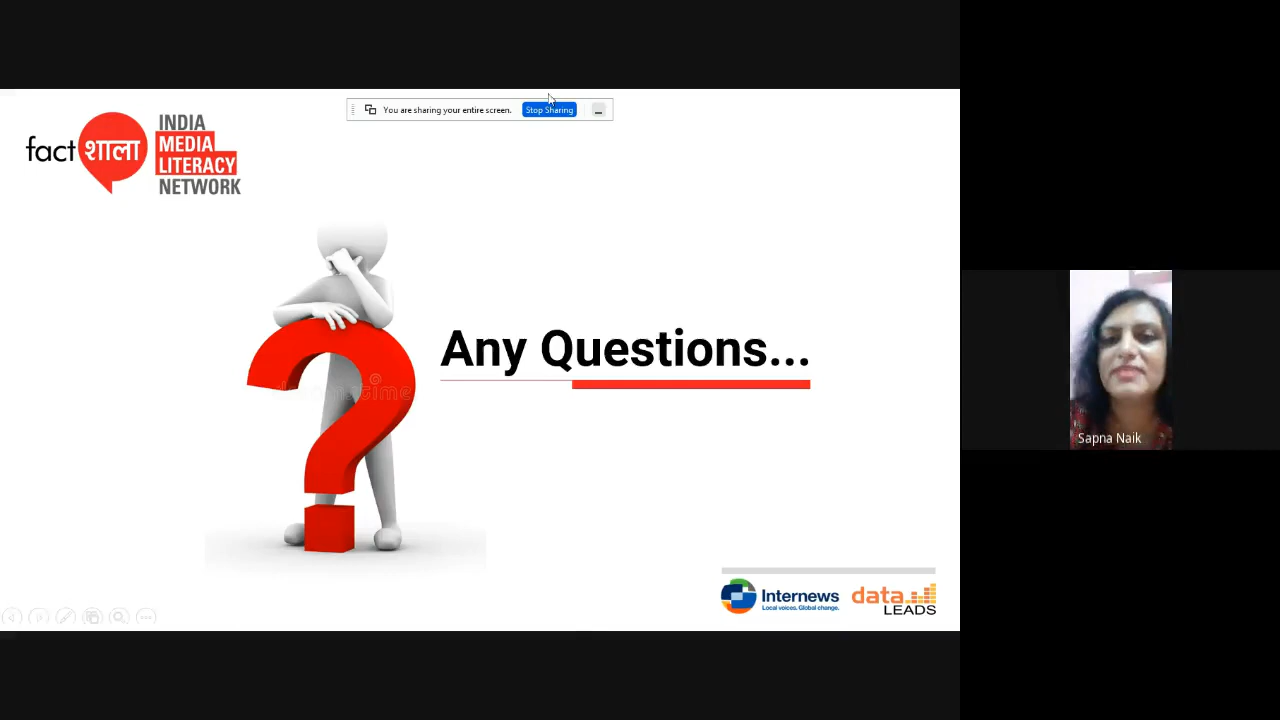 You are sharing your entire screen.
Stop Sharing
fact शाला
INDIA
MEDIA
LITERACY
NETWORK
Any Questions...
Sapna Naik
Internews
Local voices. Global change.
data
LEADS